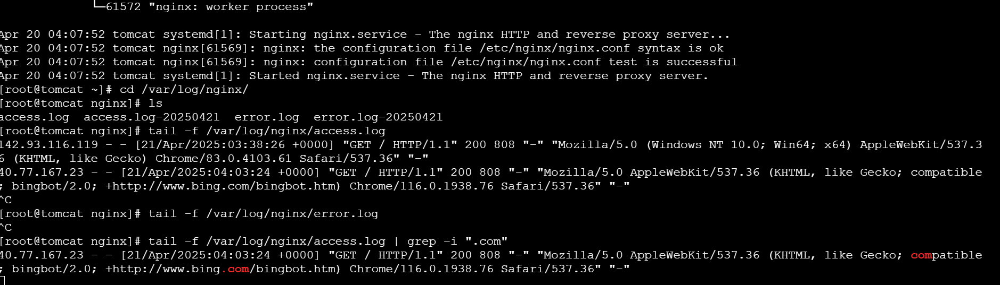 └─61572 "nginx: worker process"
Apr 20 04:07:52 tomcat systemd[1]: Starting nginx.service - The nginx HTTP and reverse proxy server...
Apr 20 04:07:52 tomcat nginx[61569]: nginx: the configuration file /etc/nginx/nginx.conf syntax is ok
Apr 20 04:07:52 tomcat nginx[61569]: nginx: configuration file /etc/nginx/nginx.conf test is successful
Apr 20 04:07:52 tomcat systemd[1]: Started nginx.service - The nginx HTTP and reverse proxy server.
[root@tomcat ~]# cd /var/log/nginx/
[root@tomcat nginx]# ls
access.log  access.log-20250421  error.log  error.log-20250421
[root@tomcat nginx]# tail -f /var/log/nginx/access.log
142.93.116.119 - - [21/Apr/2025:03:38:26 +0000] "GET / HTTP/1.1" 200 808 "-" "Mozilla/5.0 (Windows NT 10.0; Win64; x64) AppleWebKit/537.3
6 (KHTML, like Gecko) Chrome/83.0.4103.61 Safari/537.36" "-"
40.77.167.23 - - [21/Apr/2025:04:03:24 +0000] "GET / HTTP/1.1" 200 808 "-" "Mozilla/5.0 AppleWebKit/537.36 (KHTML, like Gecko; compatible
; bingbot/2.0; +http://www.bing.com/bingbot.htm) Chrome/116.0.1938.76 Safari/537.36" "-"
^C
[root@tomcat nginx]# tail -f /var/log/nginx/error.log
^C
[root@tomcat nginx]# tail -f /var/log/nginx/access.log | grep -i ".com"
40.77.167.23 - - [21/Apr/2025:04:03:24 +0000] "GET / HTTP/1.1" 200 808 "-" "Mozilla/5.0 AppleWebKit/537.36 (KHTML, like Gecko; compatible
; bingbot/2.0; +http://www.bing.com/bingbot.htm) Chrome/116.0.1938.76 Safari/537.36" "-"